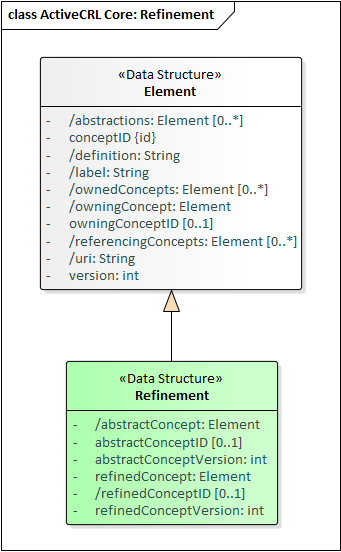 class ActiveCRL Core: Refinement
«Data Structure»
Element
- /abstractions: Element [0..*]
- conceptID {id}
- /definition: String
- /label: String
- /ownedConcepts: Element [0..*]
- /owningConcept: Element
- owningConceptID [0..1]
- /referencingConcepts: Element [0..*]
- /uri: String
- version: int
«Data Structure»
Refinement
- /abstractConcept: Element
- abstractConceptID [0..1]
- abstractConceptVersion: int
- refinedConcept: Element
- /refinedConceptID [0..1]
- refinedConceptVersion: int